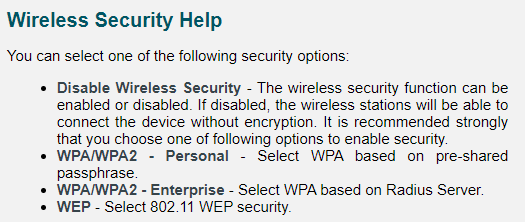 Wireless Security Help
You can select one of the following security options:
• Disable Wireless Security - The wireless security function can be
enabled or disabled. If disabled, the wireless stations will be able to
connect the device without encryption. It is recommended strongly
that you choose one of following options to enable security.
• WPA/WPA2 - Personal - Select WPA based on pre-shared
passphrase.
• WPA/WPA2 - Enterprise - Select WPA based on Radius Server.
• WEP - Select 802.11 WEP security.